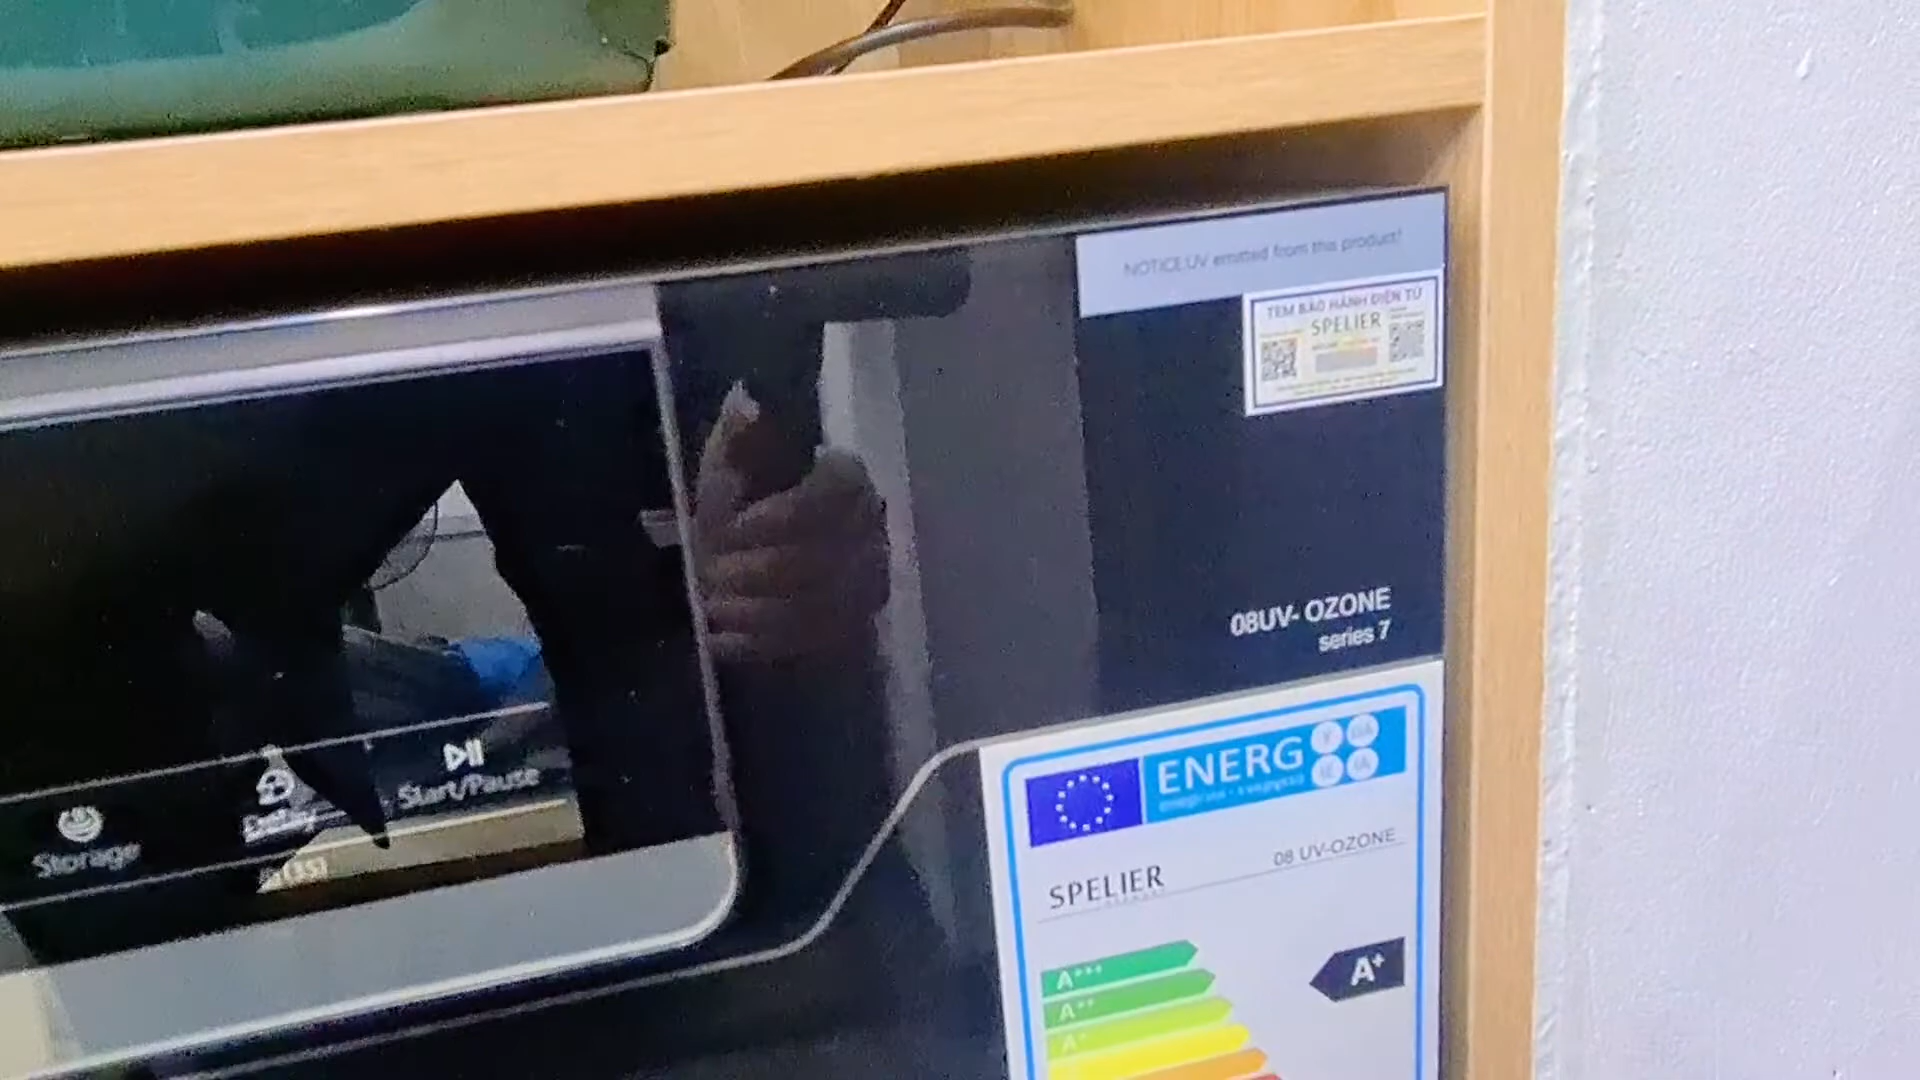 NOTICE:UV emitted from this product!
TEM BẢO HÀNH ĐIỆN TỬ
SPELIER
08UV- OZONE
series 7
Start/Pause
Storage
ENERG
08 UV-OZONE
SPELIER
A+++
A++
A+
A+